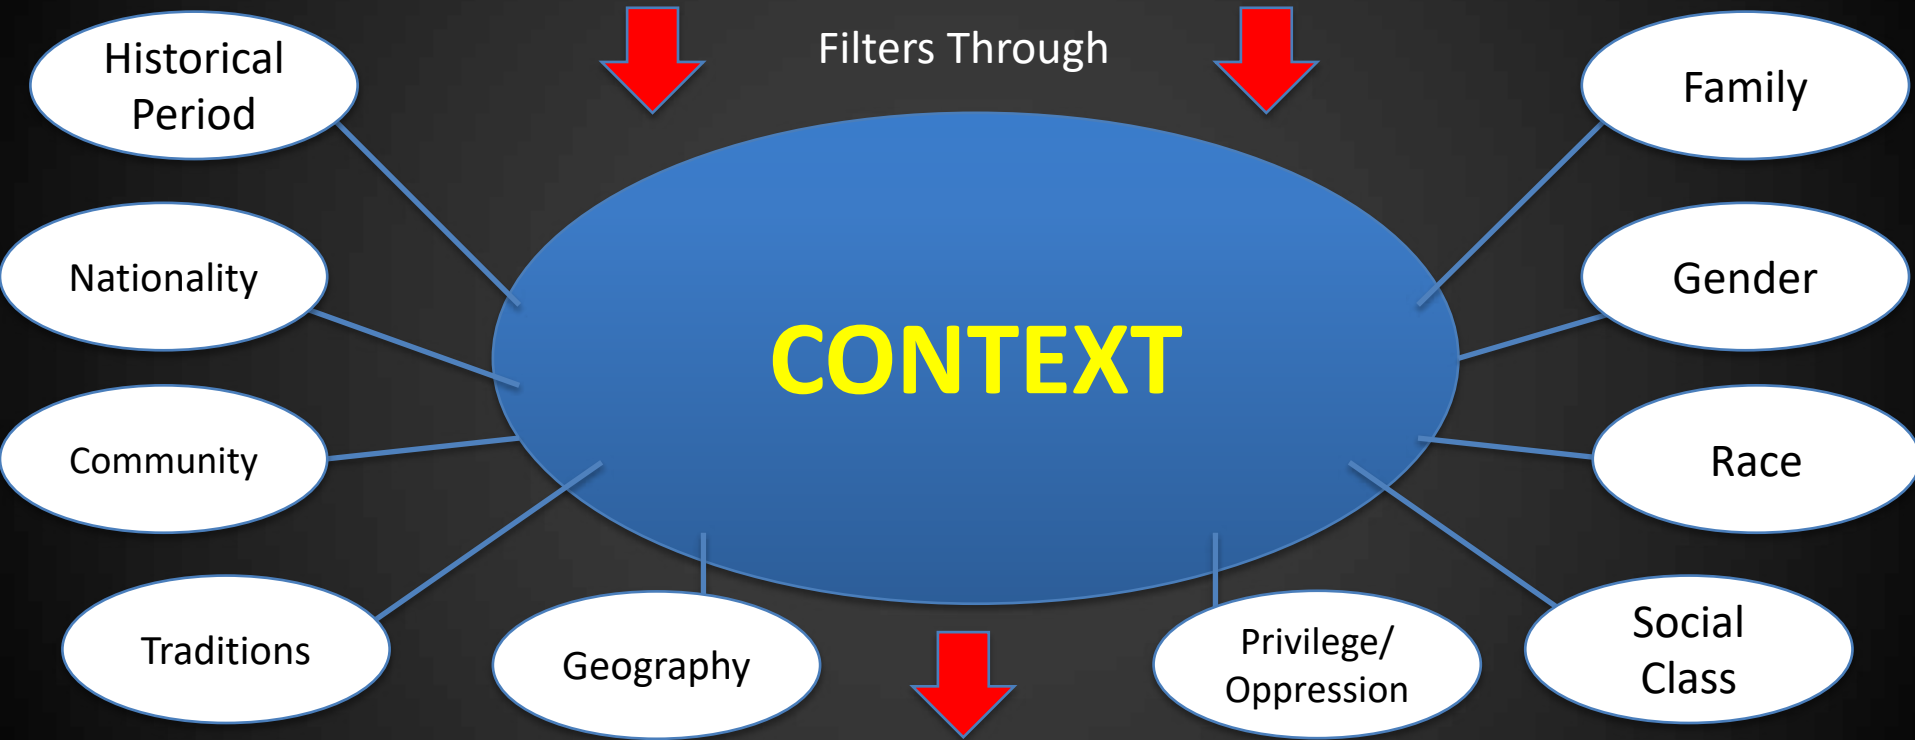 Filters Through
Historical
Period
Family
Nationality
Gender
CONTEXT
Community
Race
Traditions
Geography
Privilege/
Oppression
Social
Class